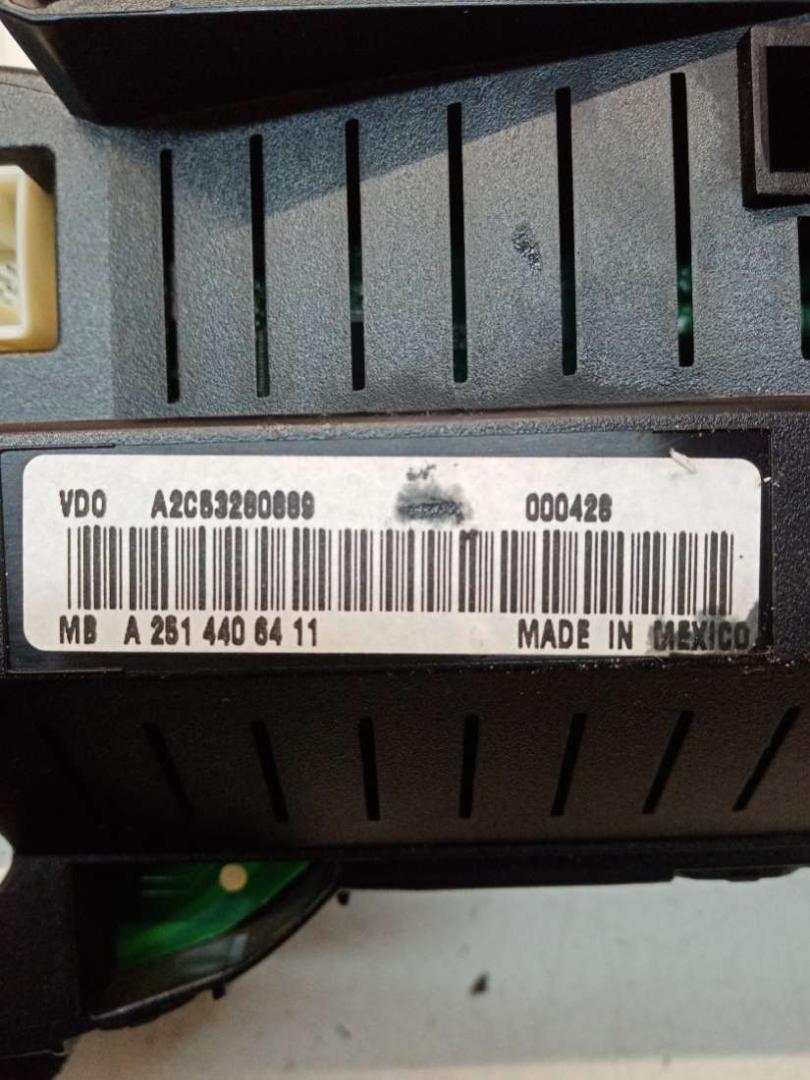 VDO A2C53280889 000426
MB A 251 440 64 11 MADE IN MEXICO